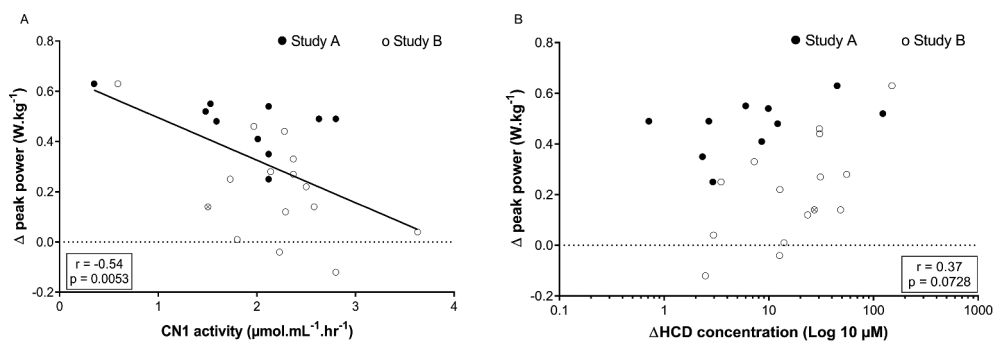 A
Study A
Study B
Δ peak power (W.kg-1)
0.8
0.6
0.4
0.2
0.0
-0.2
r = -0.54
p = 0.0053
0
1
2
3
4
CN1 activity (µmol.mL-1.hr-1)
B
Study A
Study B
Δ peak power (W.kg-1)
0.8
0.6
0.4
0.2
0.0
-0.2
r = 0.37
p = 0.0728
0.1
1
10
100
1000
ΔHCD concentration (Log 10 µM)